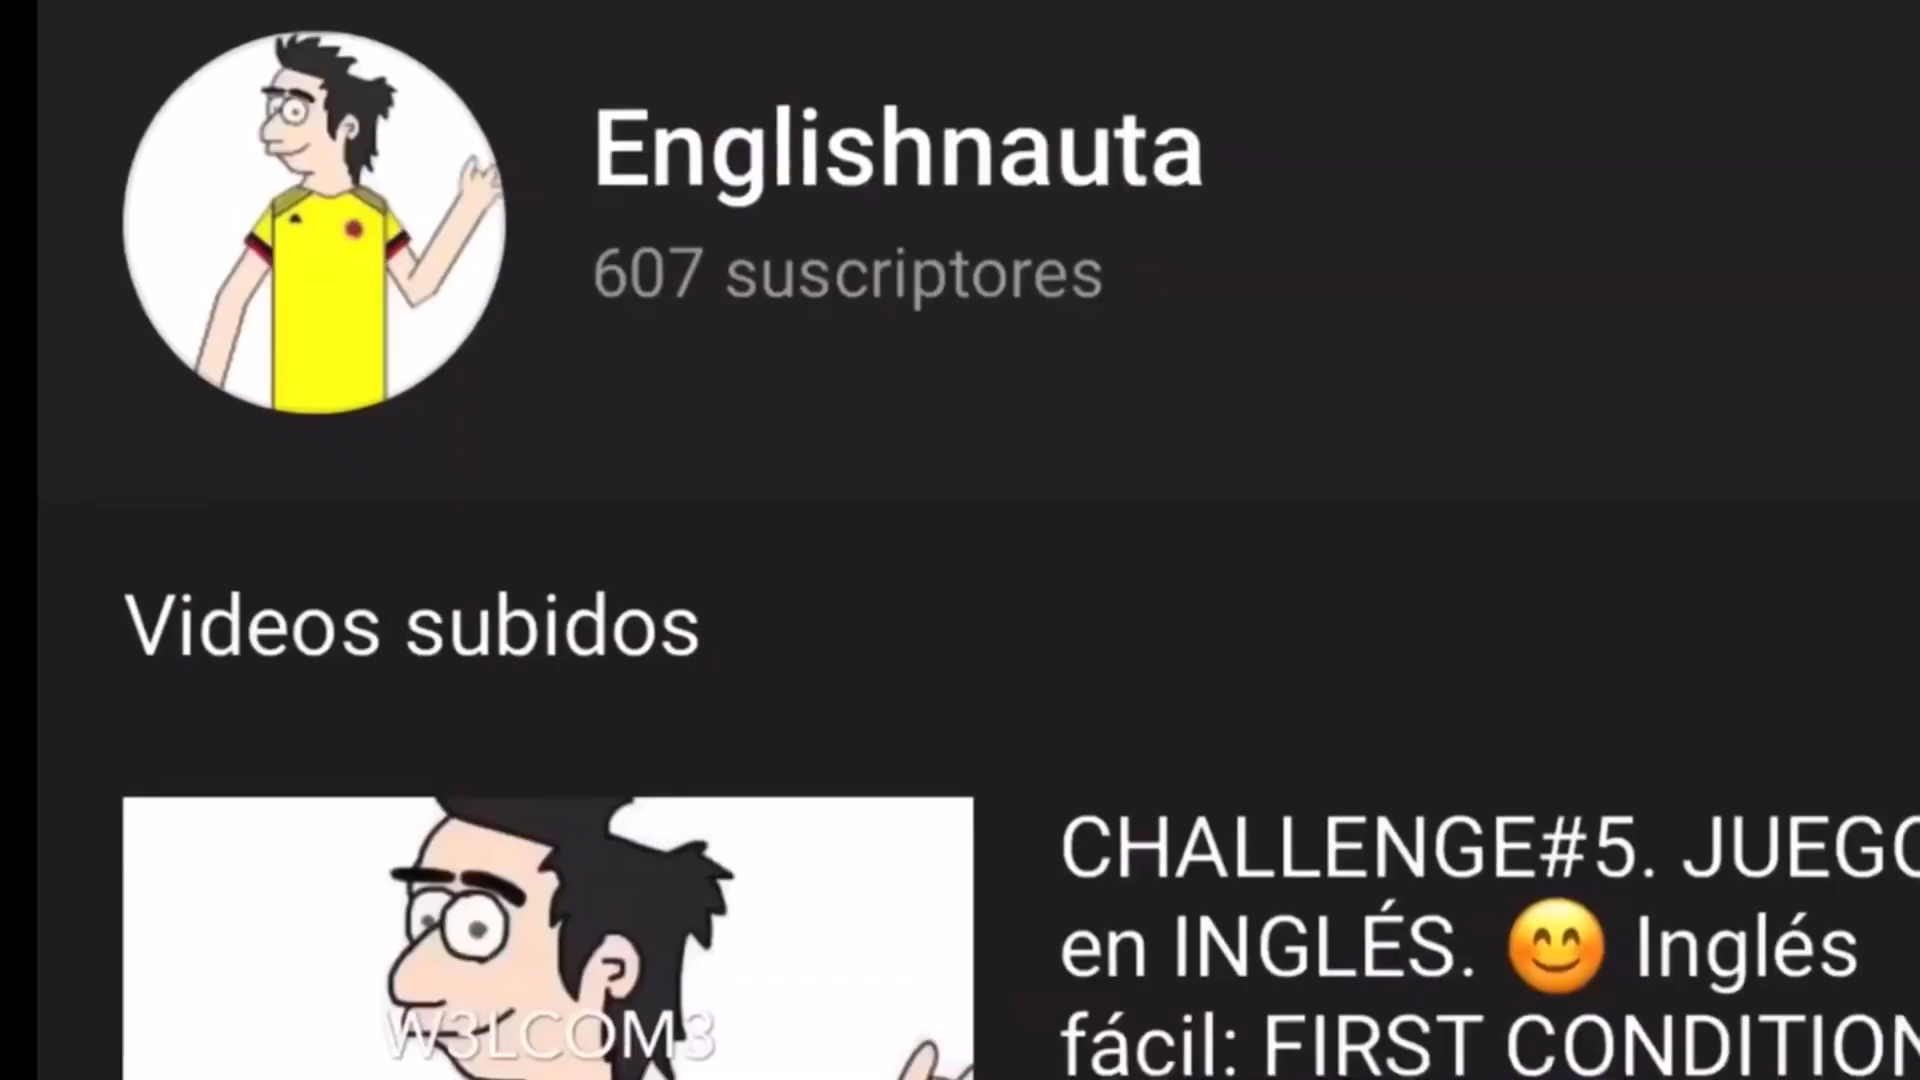 Englishnauta
607 suscriptores
Videos subidos
CHALLENGE#5. JUEGO
en INGLÉS. 😊 Inglés
fácil: FIRST CONDITION
W3LCOM3